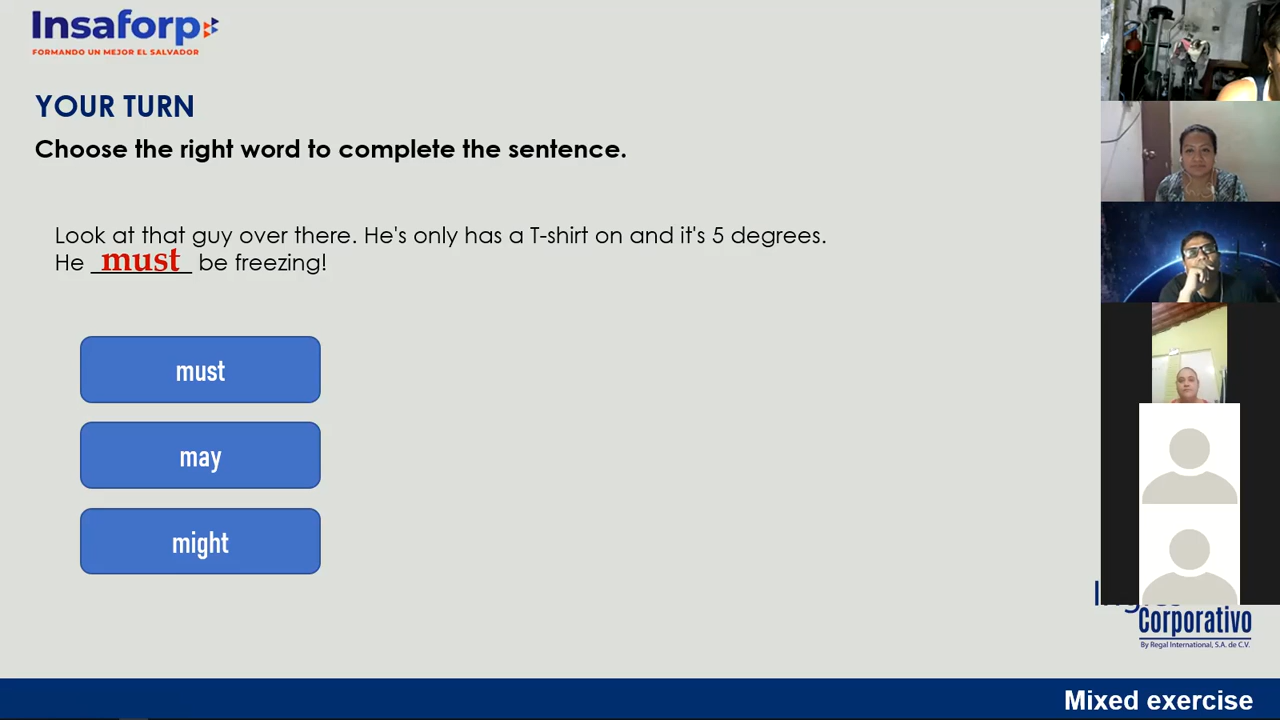 Insaforp
FORMANDO UN MEJOR EL SALVADOR
YOUR TURN
Choose the right word to complete the sentence.
Look at that guy over there. He's only has a T-shirt on and it's 5 degrees.
He must be freezing!
must
may
might
Corporativo
By Regal International, S.A. de C.V.
Mixed exercise